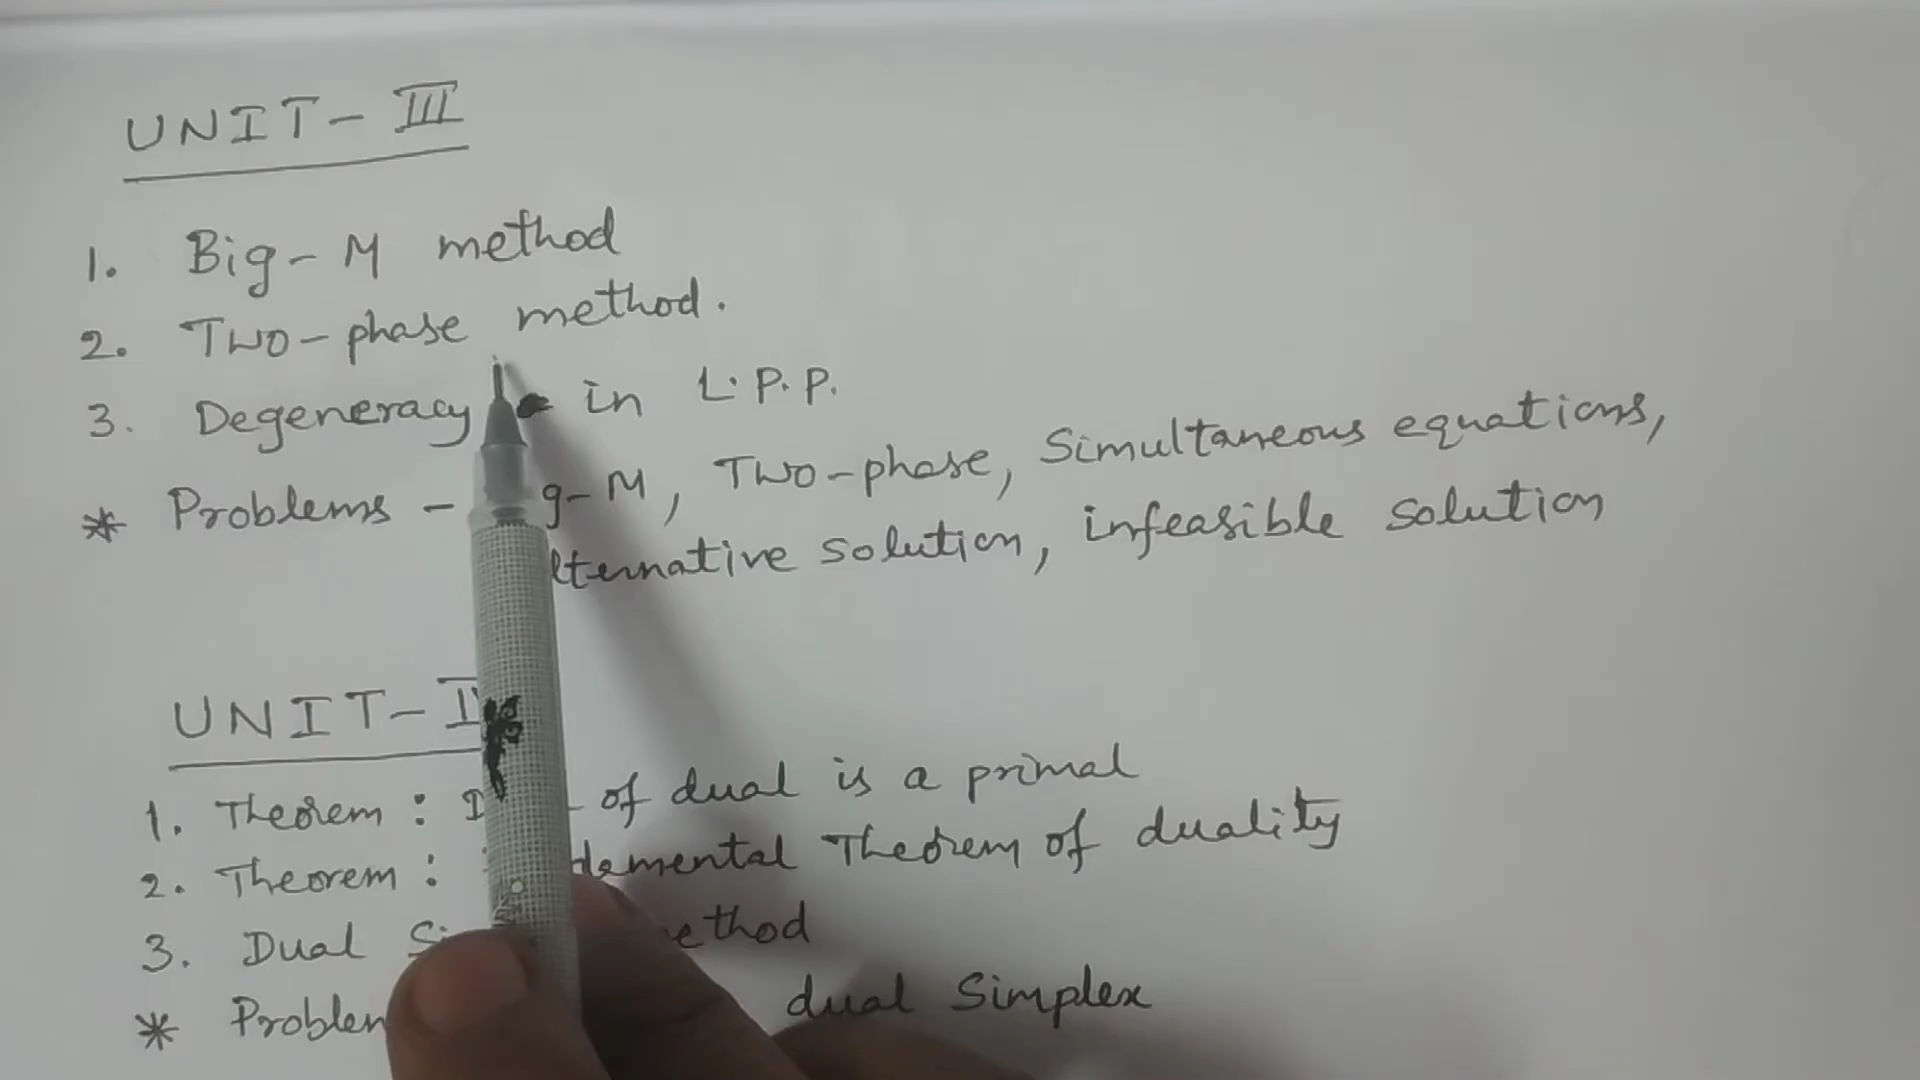 UNIT - III
1. Big-M method
2. Two-phase method.
3. Degeneracy in L.P.P.
* Problems - g-M, Two-phase, Simultaneous equations,
lternative solution, infeasible solution
UNIT - I
1. Theorem : of dual is a primal
2. Theorem : damental Theorem of duality
3. Dual Si ethod
* Problem dual Simplex